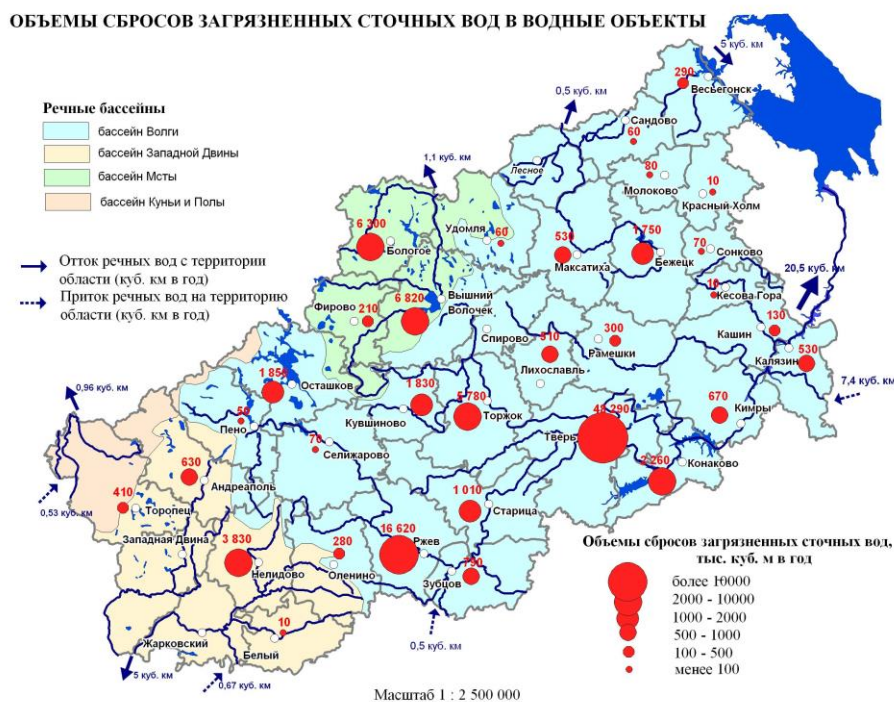 ОБЪЕМЫ СБРОСОВ ЗАГРЯЗНЕННЫХ СТОЧНЫХ ВОД В ВОДНЫЕ ОБЪЕКТЫ
Речные бассейны
бассейн Волги
бассейн Западной Двины
бассейн Мсты
бассейн Куньи и Полы
Отток речных вод с территории
области (куб. км в год)
Приток речных вод на территорию
области (куб. км в год)
5 куб. км
290
Весьегонск
0,5 куб. км
Сандово
60
1,1 куб. км
Лесное
80
Молоково
10
Красный Холм
6 300
Бологое
Удомля
60
530
Максатиха
1 750
Бежецк
70
Сонково
20,5 куб. км
10
Кесова Гора
Фирово
210
6 820
Вышний
Волочек
Спирово
300
Рамешки
Кашин
130
Калязин
530
Лихославль
7,4 куб. км
0,96 куб. км
Осташков
1 830
Кувшиново
Торжок
670
Кимры
Пено
70
Селижарово
Тверь
2 260
Конаково
630
Андреаполь
410
Торопец
0,53 куб. км
1 010
Старица
Западная Двина
3 830
Нелидово
280
Оленино
16 620
Ржев
Зубцов
790
10
Жарковский
Белый
5 куб. км
0,67 куб. км
0,5 куб. км
Объемы сбросов загрязненных сточных вод,
тыс. куб. м в год
более 10000
2000 - 10000
1000 - 2000
500 - 1000
100 - 500
менее 100
Масштаб 1 : 2 500 000